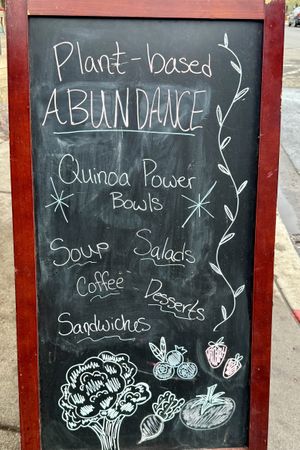 Plant-based
ABUNDANCE
Quinoa Power
Bowls
Soup Salads
Coffee Desserts
Sandwiches